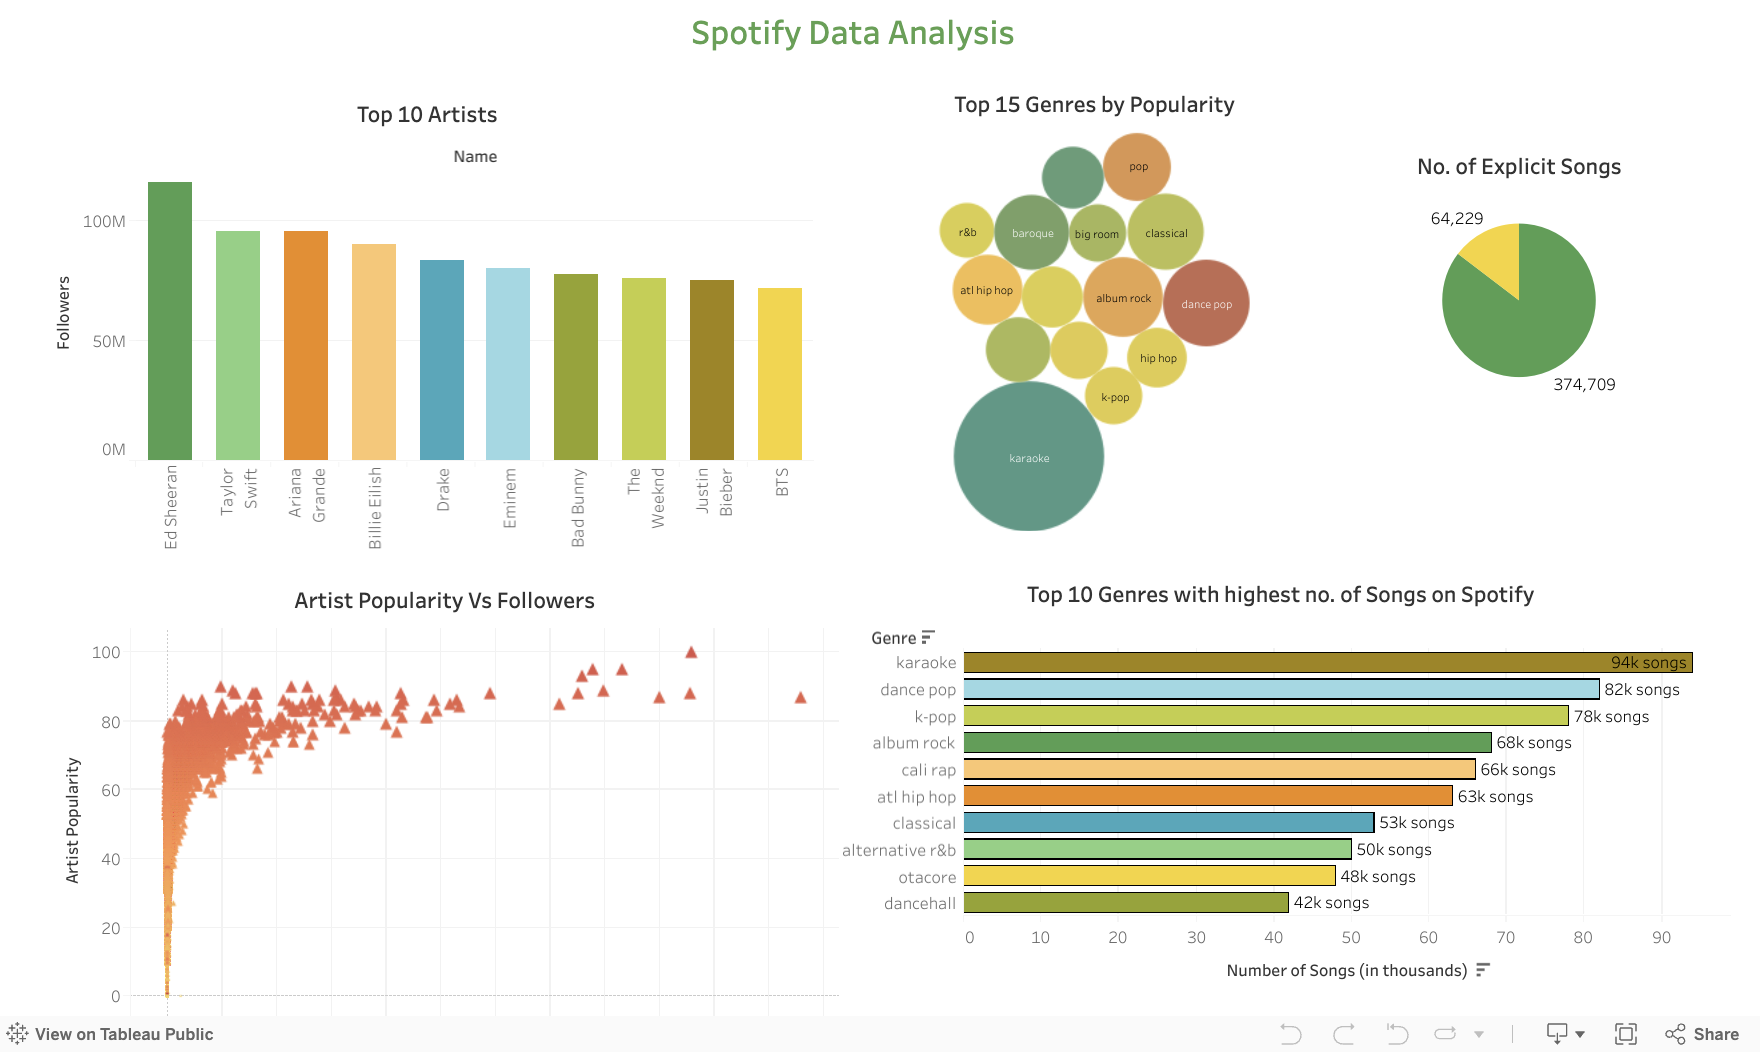 Spotify Data Analysis
Top 10 Artists
Name
Followers
100M
50M
0M
Ed Sheeran
Taylor
Swift
Ariana
Grande
Billie Eilish
Drake
Eminem
Bad Bunny
The
Weeknd
Justin
Bieber
BTS
Top 15 Genres by Popularity
pop
r&b
baroque
big room
classical
atl hip hop
album rock
dance pop
hip hop
k-pop
karaoke
No. of Explicit Songs
64,229
374,709
Artist Popularity Vs Followers
Artist Popularity
100
80
60
40
20
0
Top 10 Genres with highest no. of Songs on Spotify
Genre
karaoke 94k songs
dance pop 82k songs
k-pop 78k songs
album rock 68k songs
cali rap 66k songs
atl hip hop 63k songs
classical 53k songs
alternative r&b 50k songs
otacore 48k songs
dancehall 42k songs
0 10 20 30 40 50 60 70 80 90
Number of Songs (in thousands)
View on Tableau Public
Share